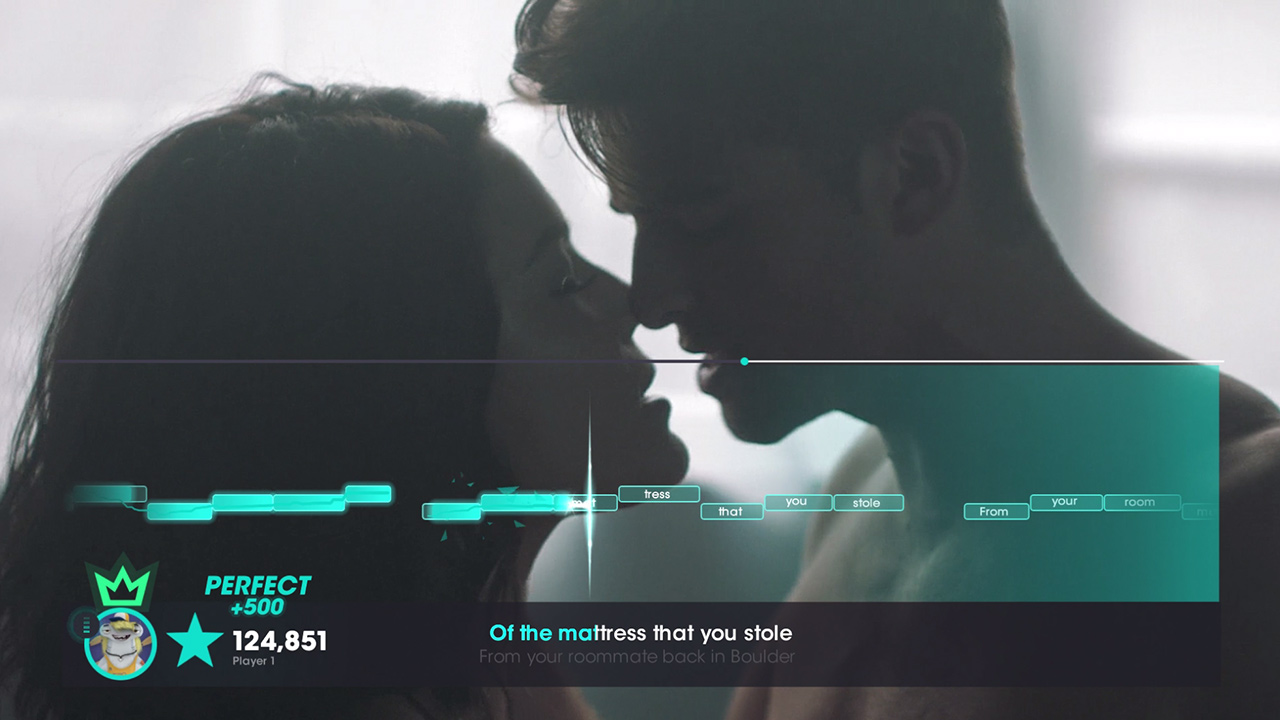 mat
tress
that
you
stole
From
your
room
PERFECT
+500
124,851
Player 1
Of the mattress that you stole
From your roommate back in Boulder